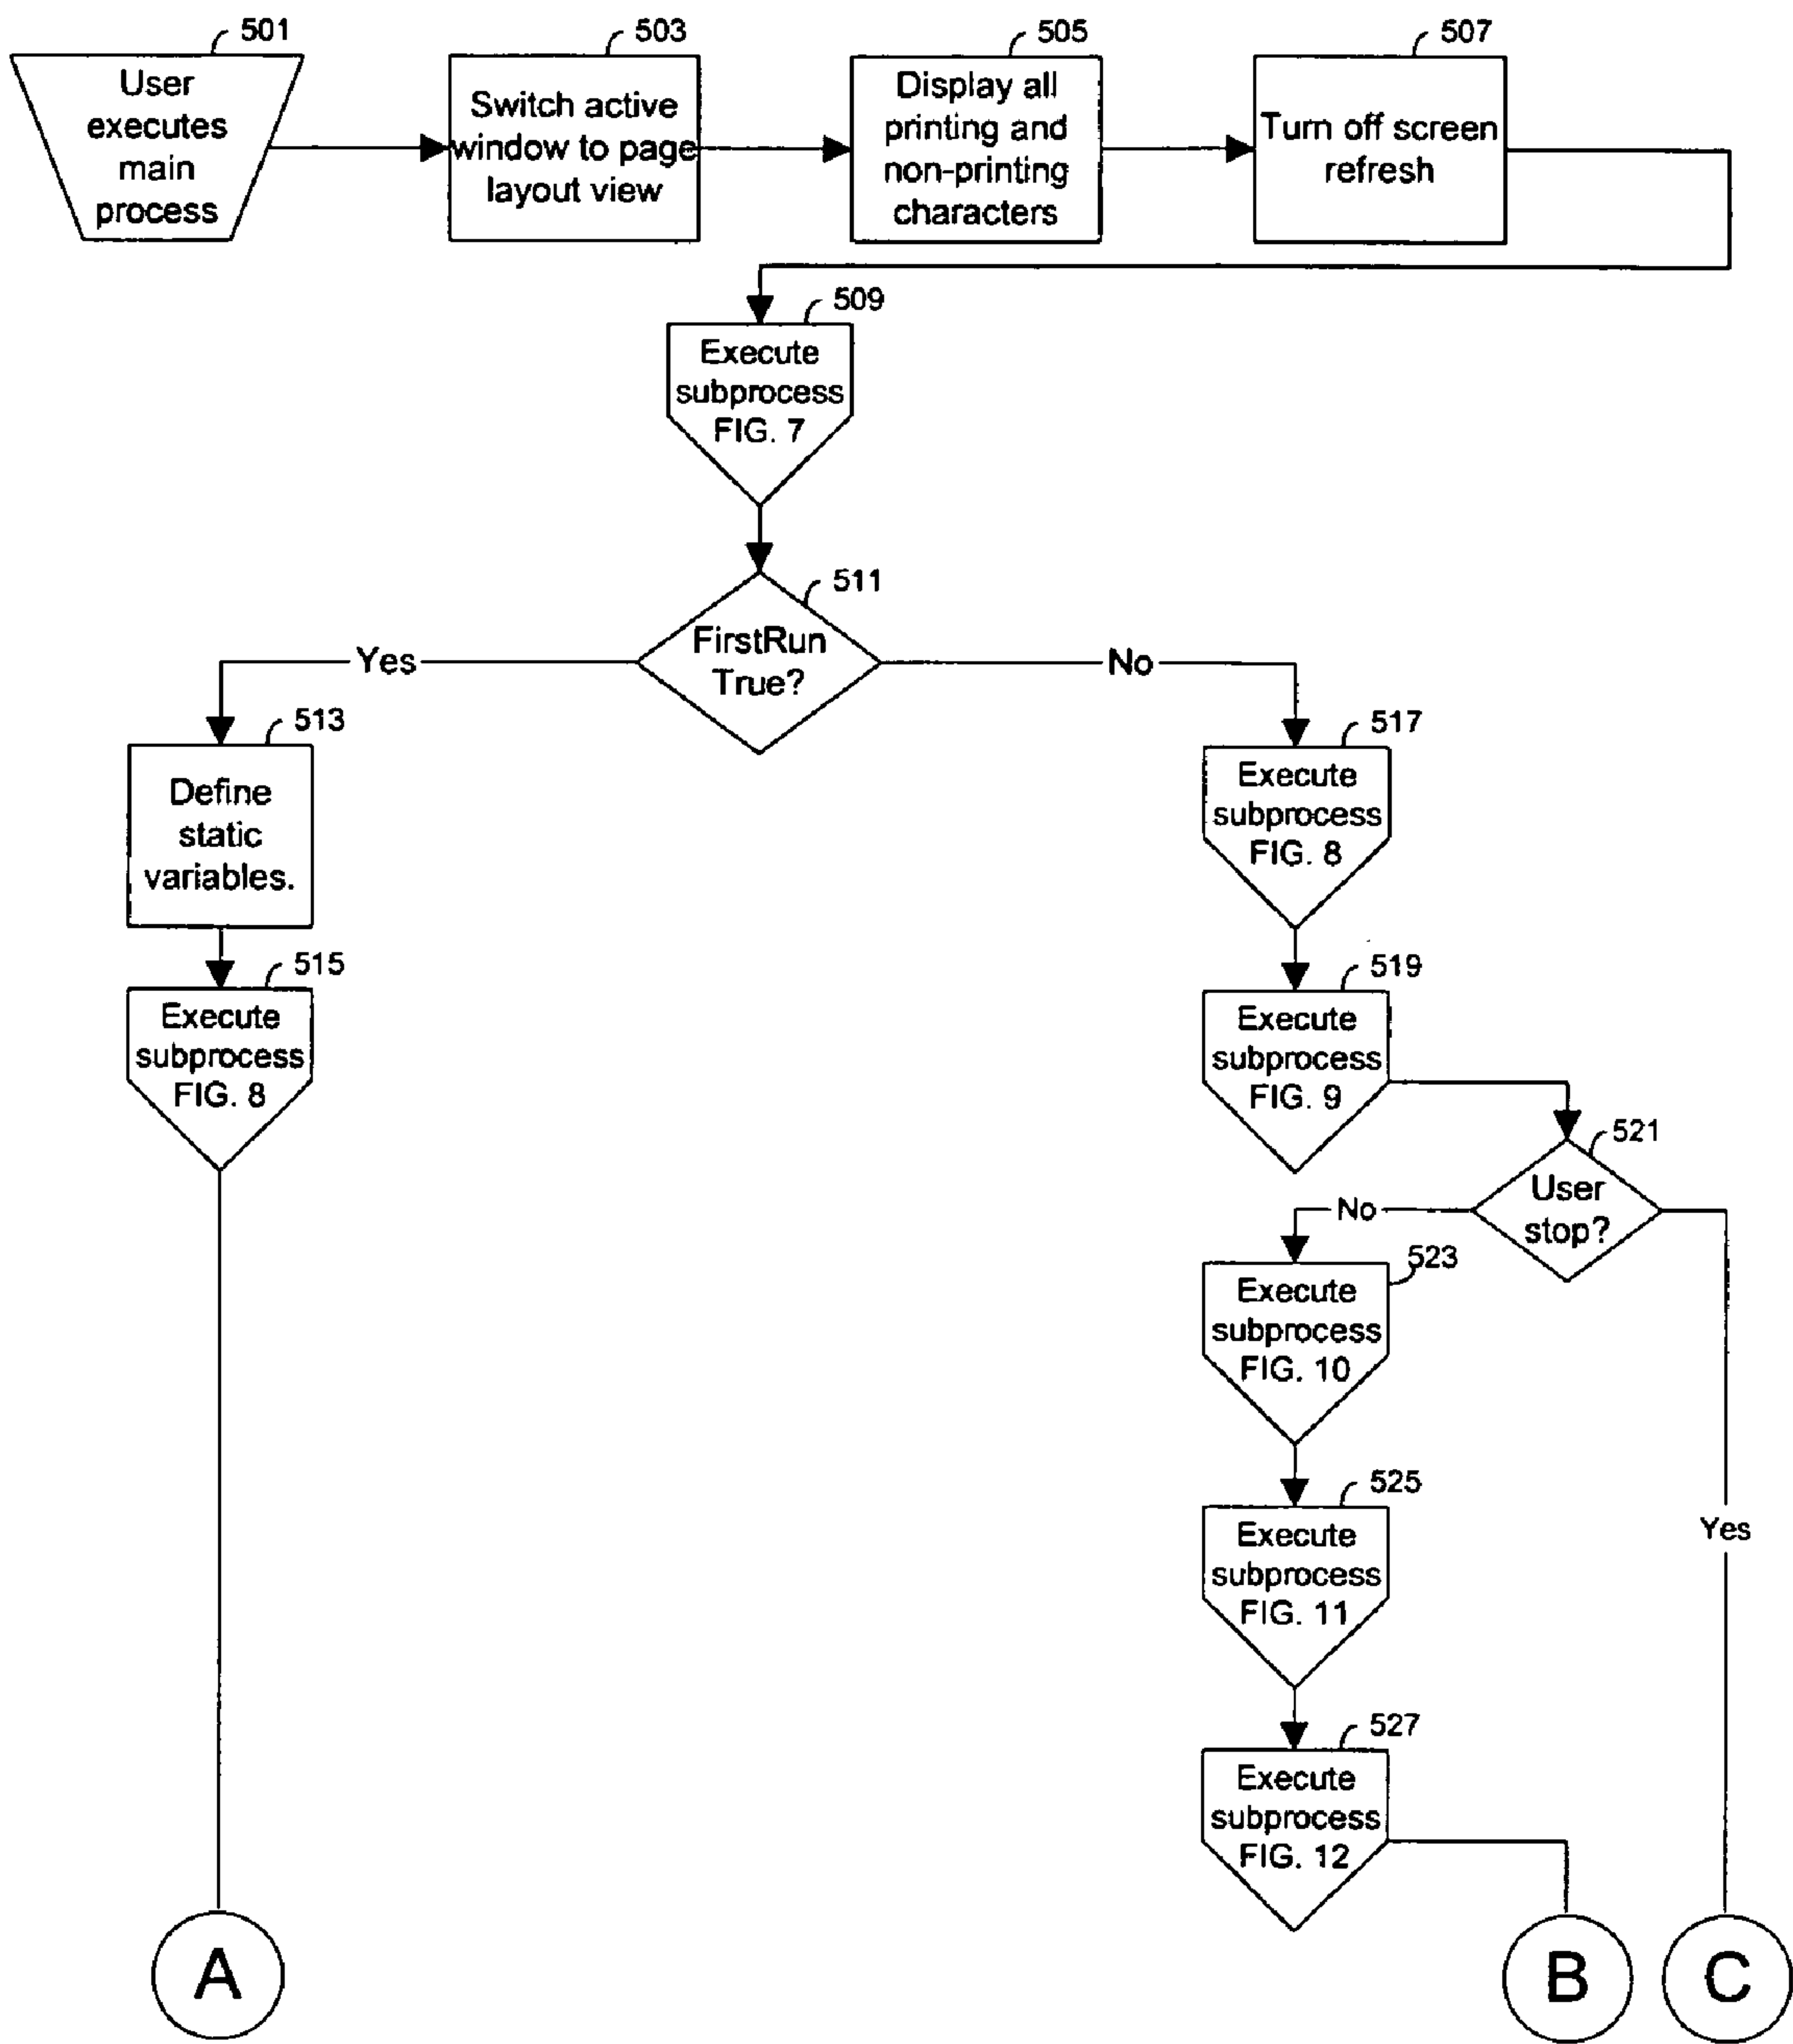 501
User
executes
main
process
503
Switch active
window to page
layout view
505
Display all
printing and
non-printing
characters
507
Turn off screen
refresh
509
Execute
subprocess
FIG. 7
511
FirstRun
True?
Yes
No
513
Define
static
variables.
515
Execute
subprocess
FIG. 8
517
Execute
subprocess
FIG. 8
519
Execute
subprocess
FIG. 9
521
User
stop?
No
Yes
523
Execute
subprocess
FIG. 10
525
Execute
subprocess
FIG. 11
527
Execute
subprocess
FIG. 12
A
B
C